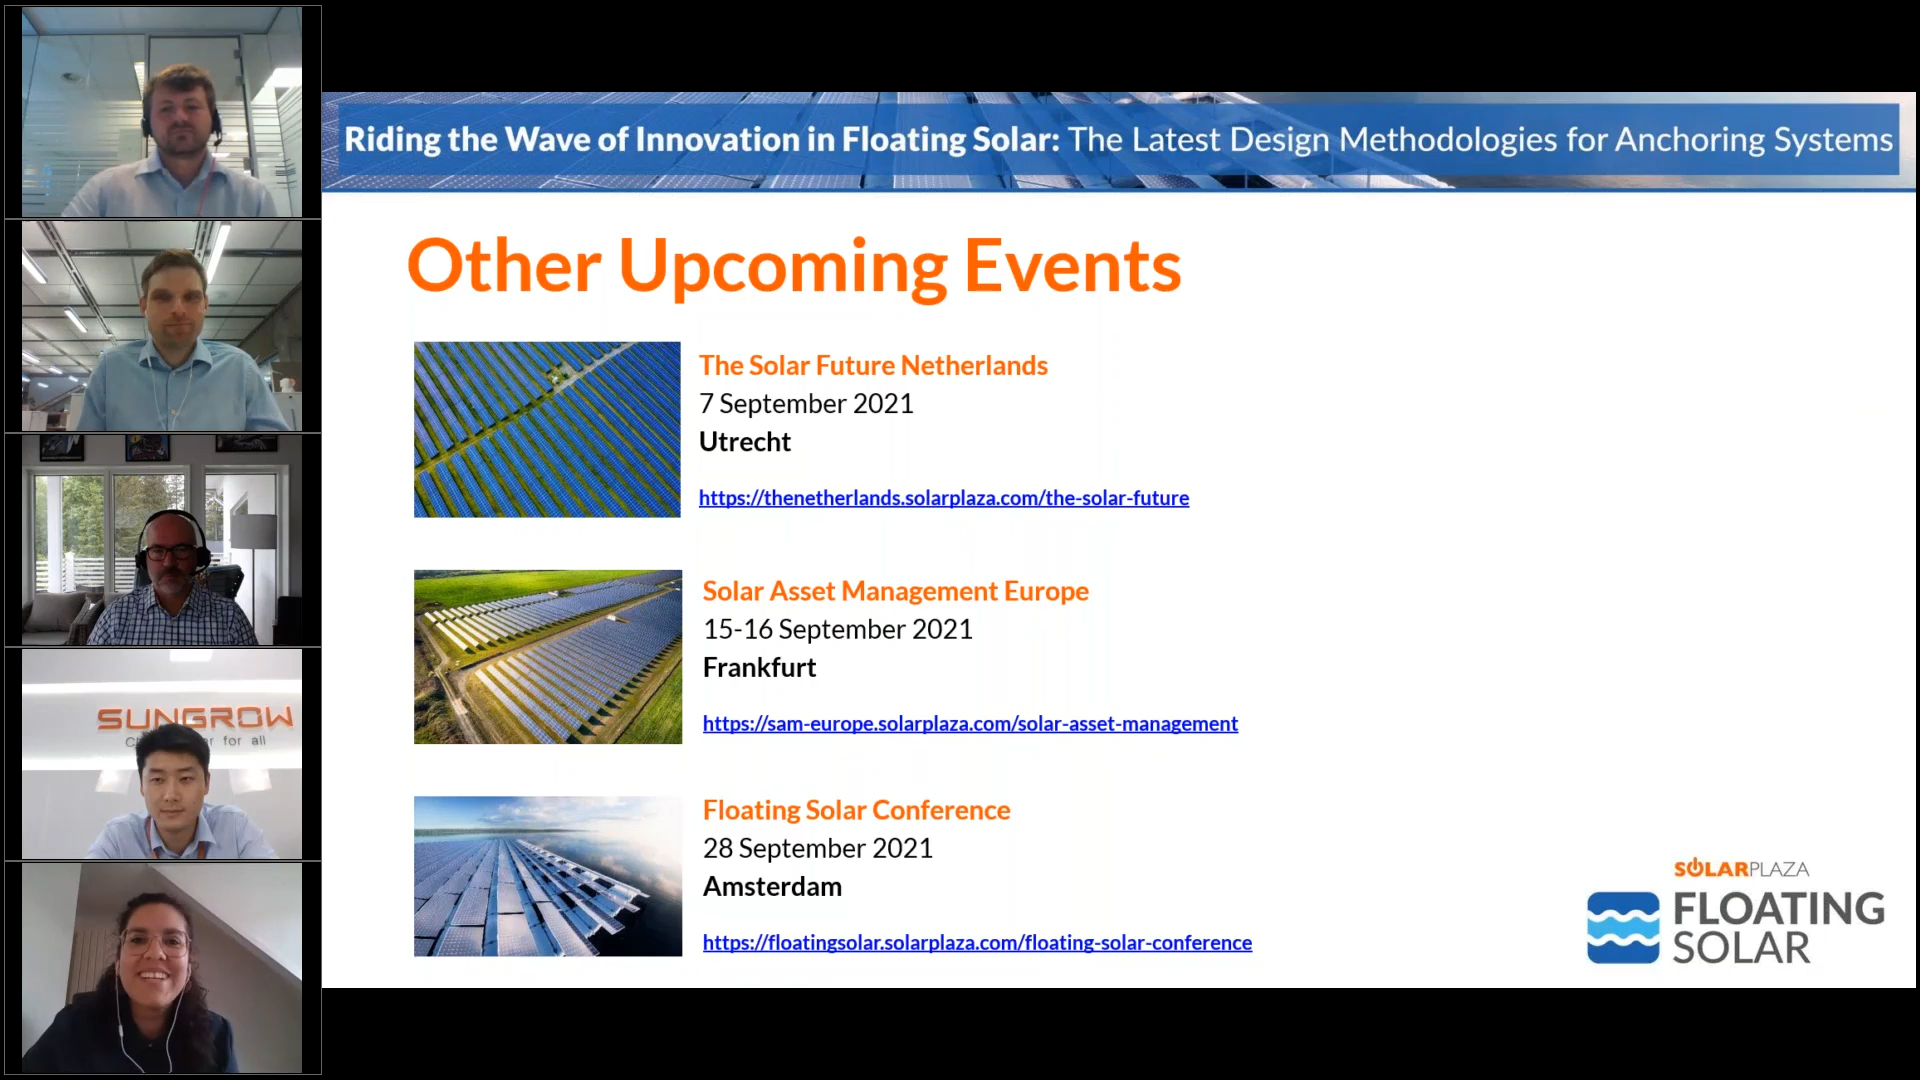 Riding the Wave of Innovation in Floating Solar: The Latest Design Methodologies for Anchoring Systems
Other Upcoming Events
The Solar Future Netherlands
7 September 2021
Utrecht
https://thenetherlands.solarplaza.com/the-solar-future
Solar Asset Management Europe
15-16 September 2021
Frankfurt
https://sam-europe.solarplaza.com/solar-asset-management
Floating Solar Conference
28 September 2021
Amsterdam
https://floatingsolar.solarplaza.com/floating-solar-conference
SOLARPLAZA
FLOATING
SOLAR
SUNGROW
for all